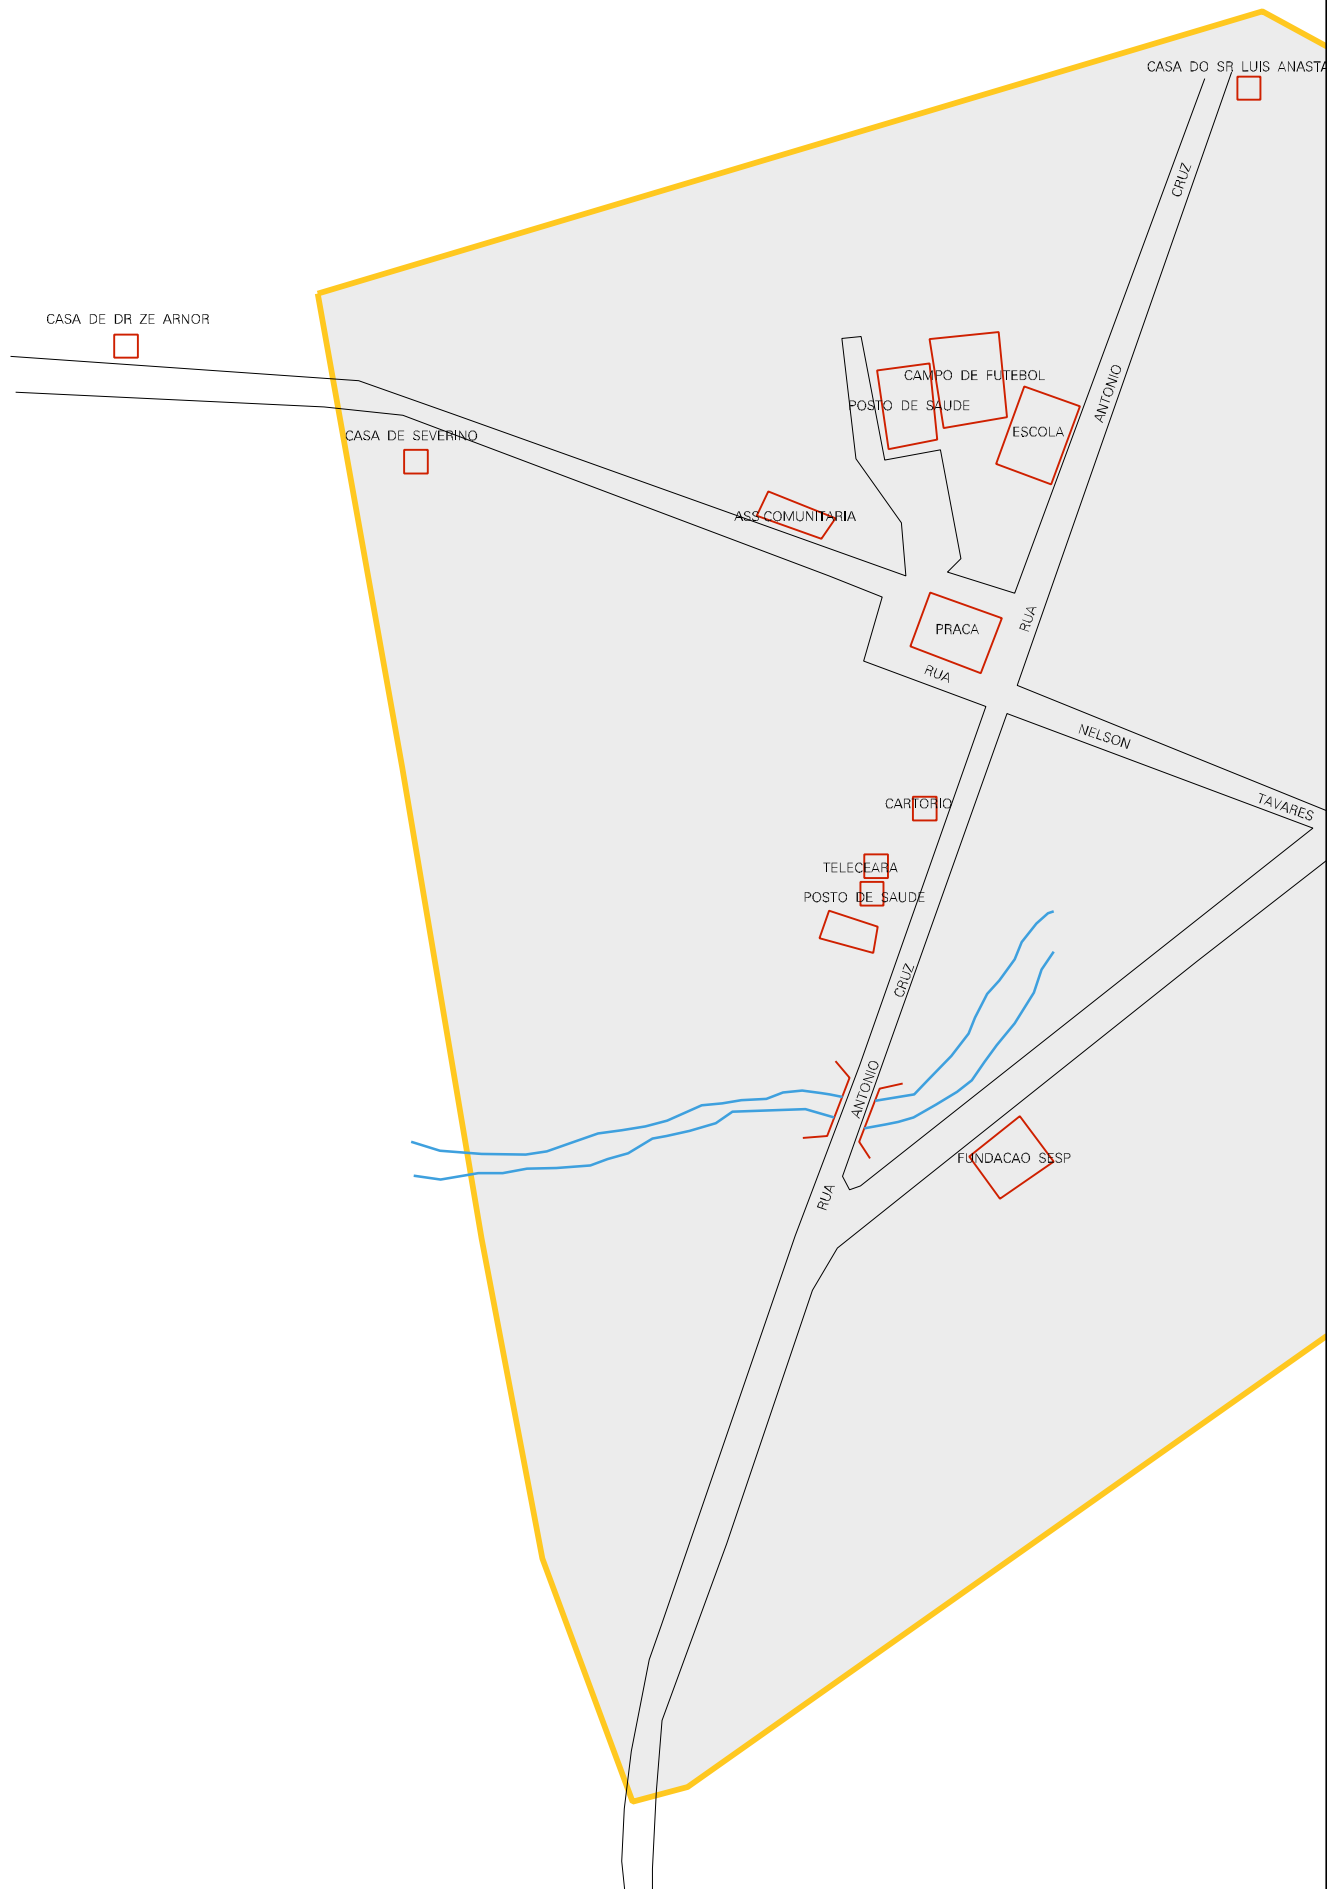 CASA DO SR LUIS ANASTA
CRUZ
CASA DE DR ZE ARNOR
CAMPO DE FUTEBOL
ANTONIO
POSTO DE SAUDE
ESCOLA
CASA DE SEVERINO
ASS COMUNITARIA
RUA
PRACA
RUA
NELSON
TAVARES
CARTORIO
TELECEARA
POSTO DE SAUDE
CRUZ
ANTONIO
FUNDACAO SESP
RUA